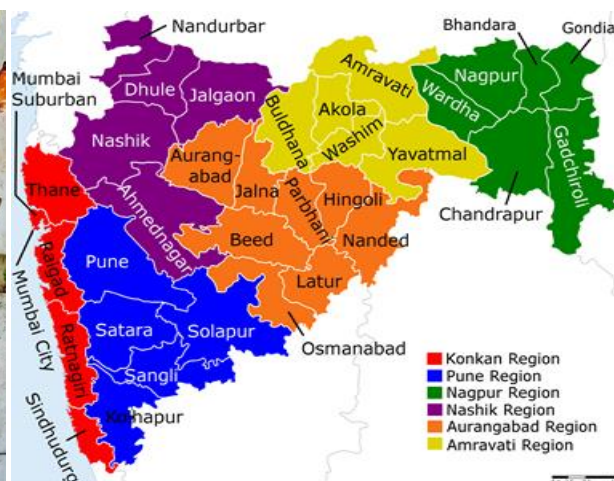 Nandurbar
Mumbai
Suburban
Dhule
Jalgaon
Nashik
Thane
Ahmednagar
Raigad
Mumbai City
Ratnagiri
Sindhudurg
Pune
Satara
Solapur
Sangli
Kolhapur
Aurang-
abad
Jalna
Parbhani
Hingoli
Beed
Nanded
Latur
Osmanabad
Buldhana
Akola
Washim
Amravati
Yavatmal
Wardha
Nagpur
Bhandara
Gondia
Gadchiroli
Chandrapur
Konkan Region
Pune Region
Nagpur Region
Nashik Region
Aurangabad Region
Amravati Region